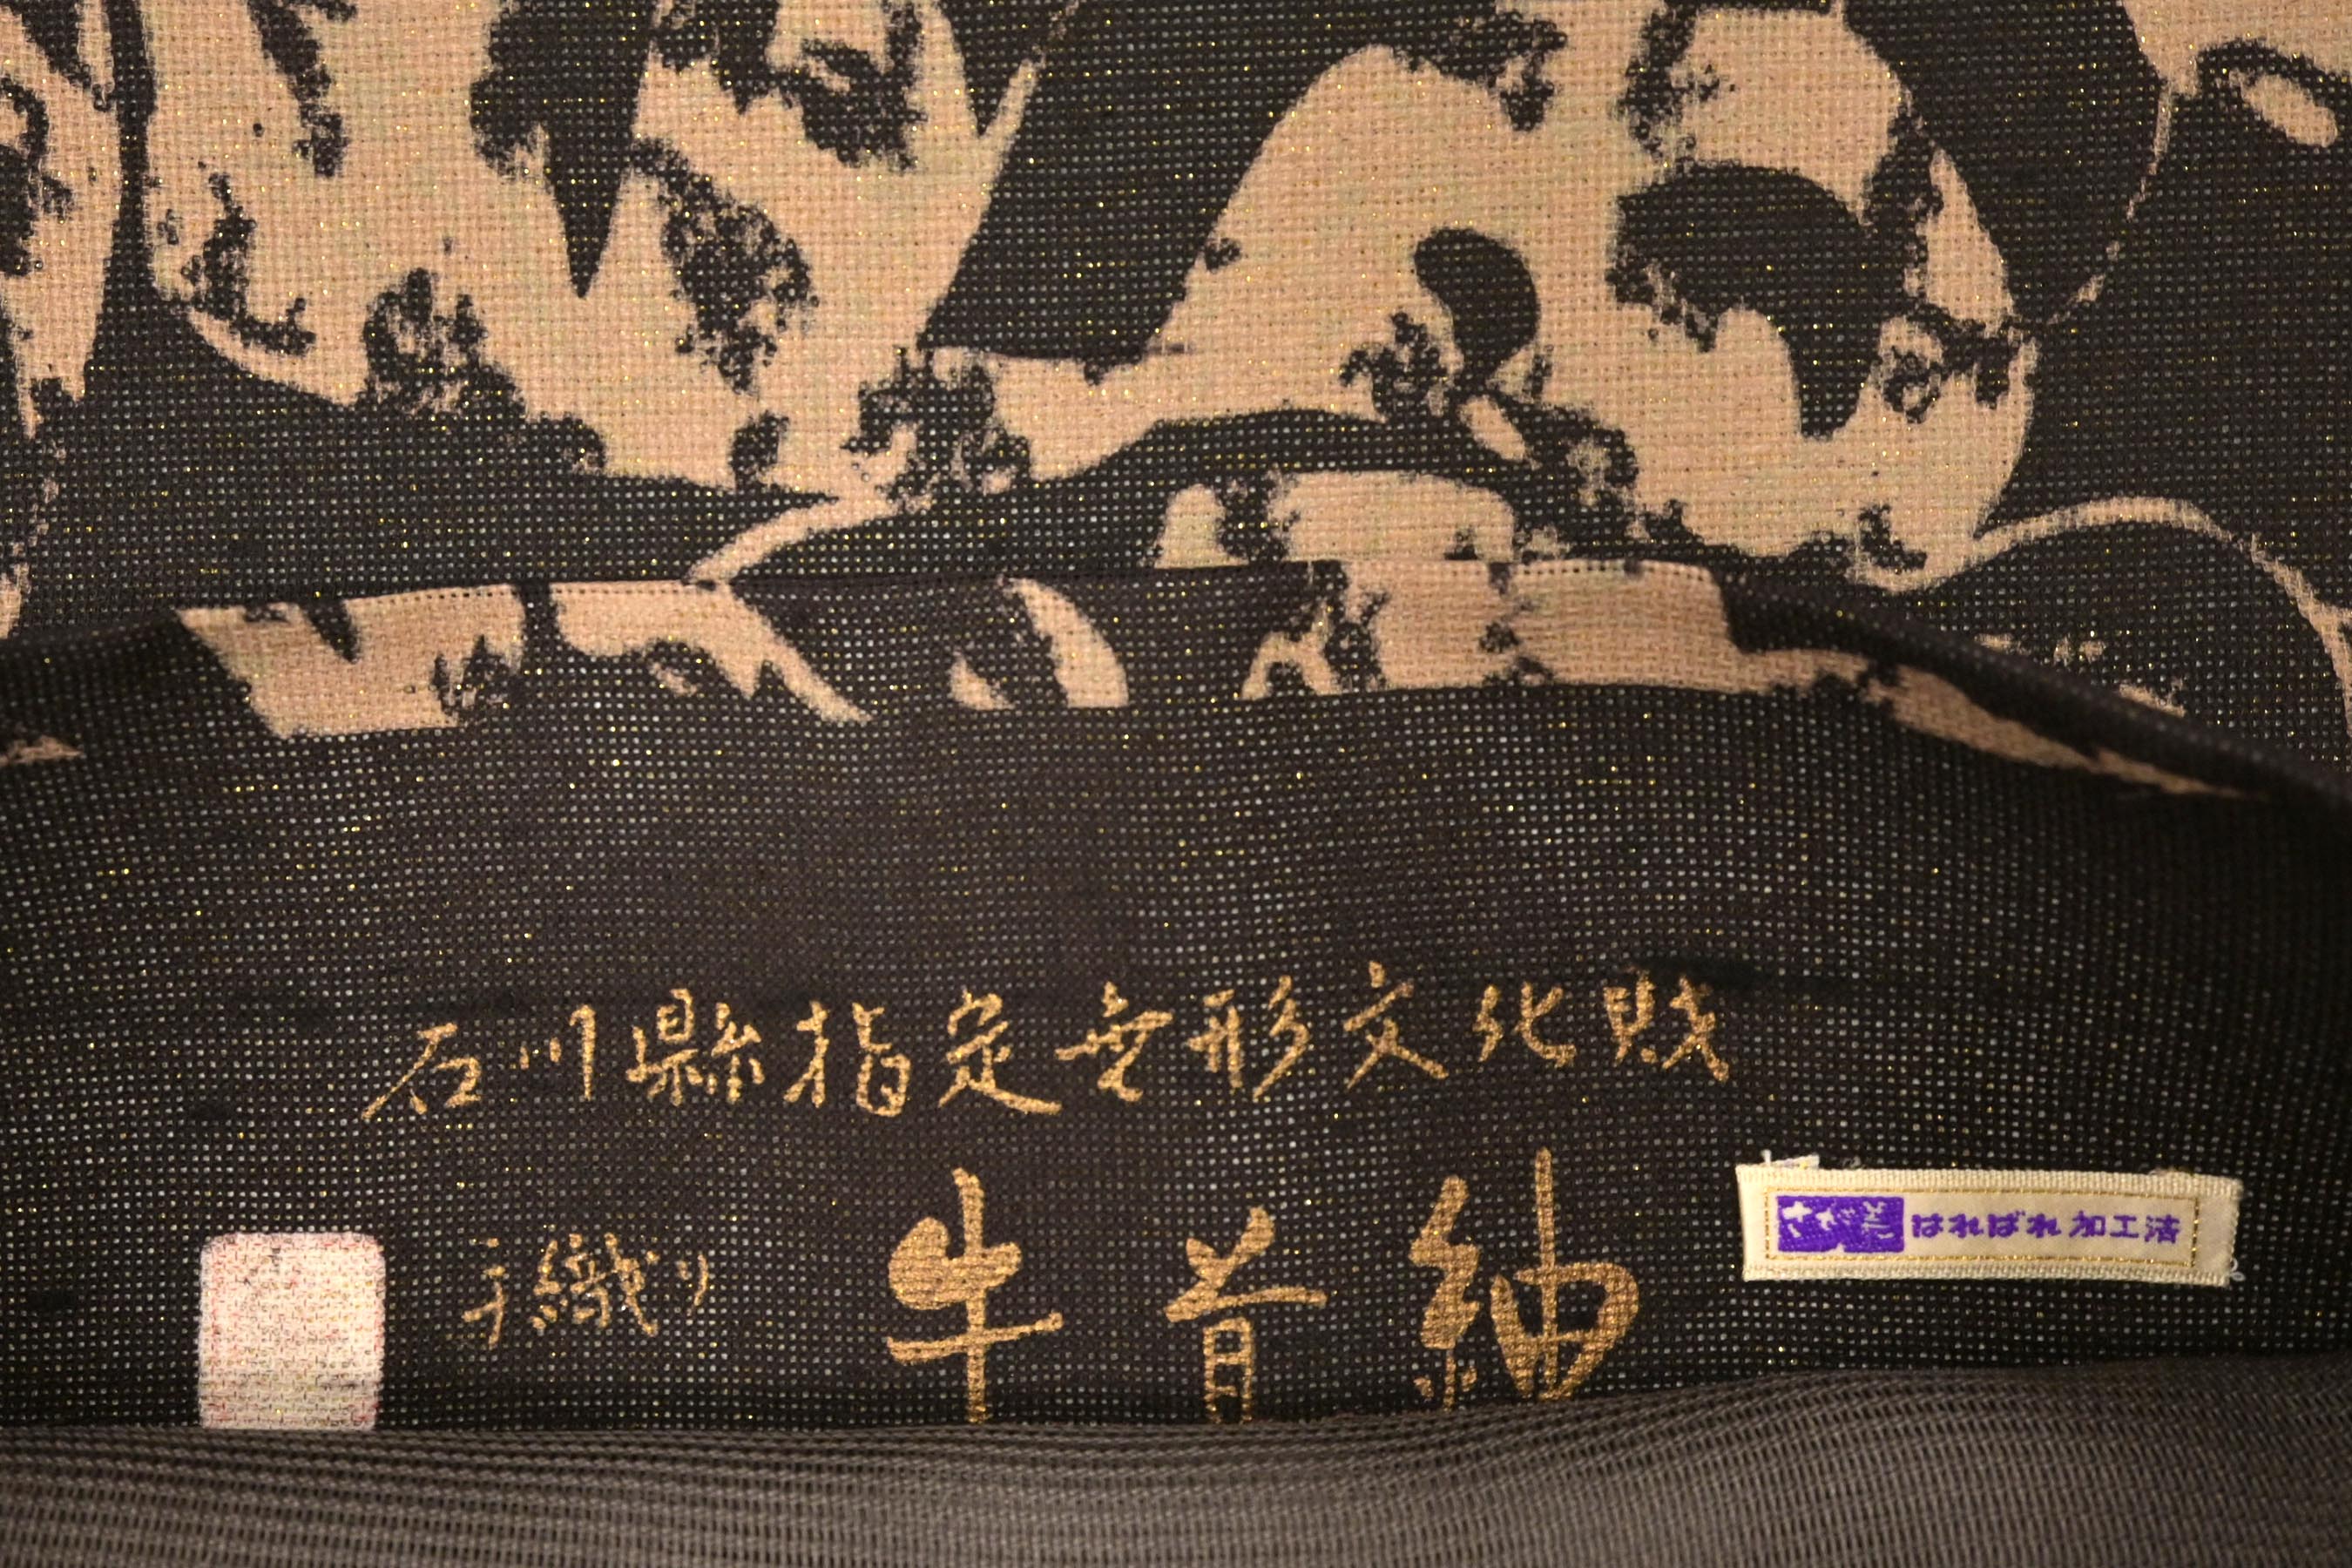 石川縣指定無形文化財
手織り
牛首紬
はればれ加工済